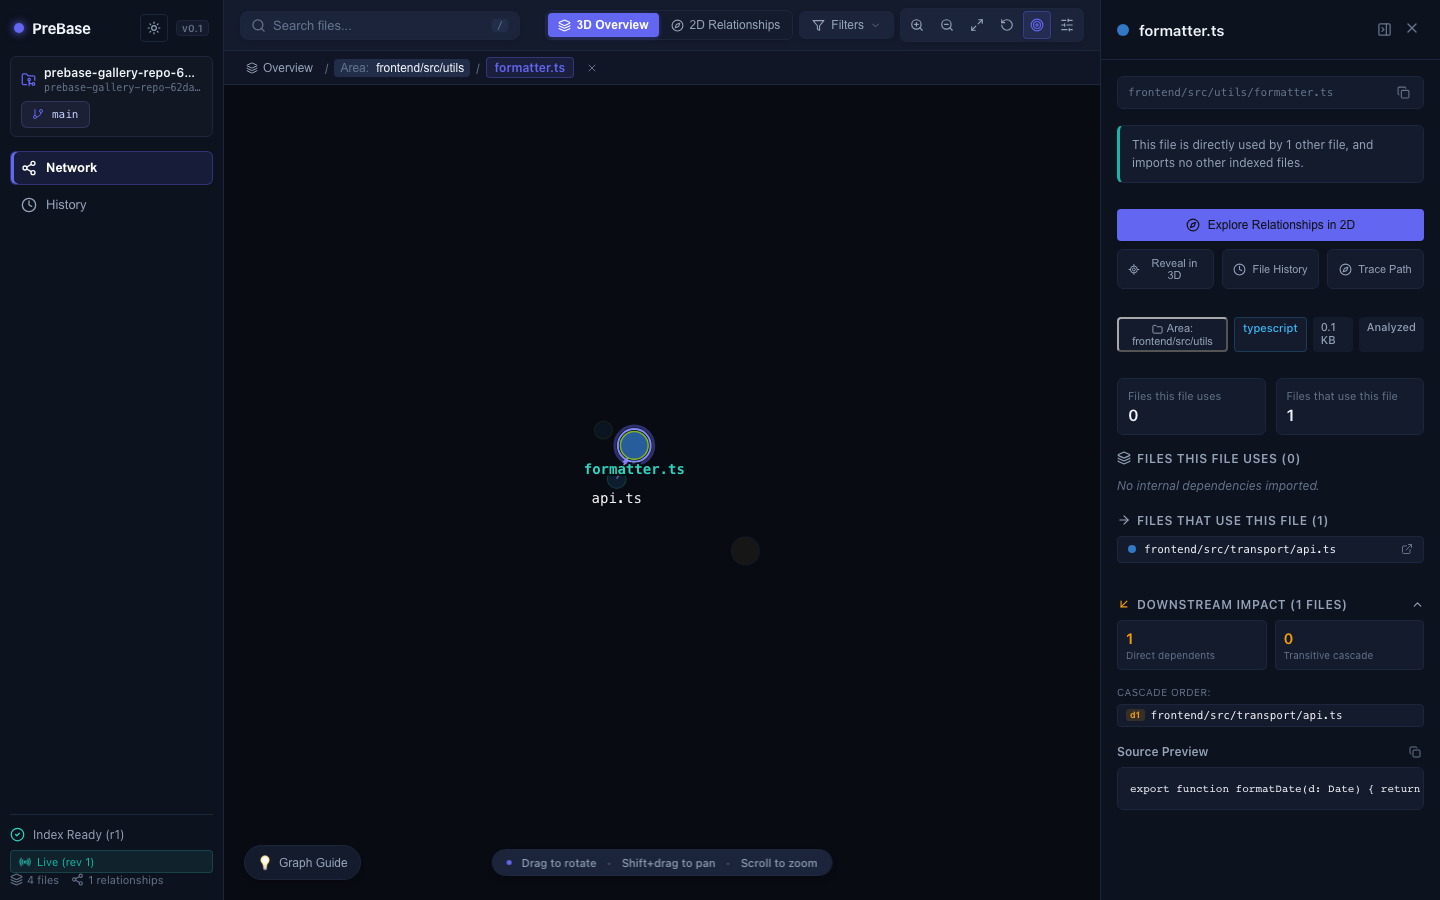 PreBase
v0.1
prebase-gallery-repo-6...
prebase-gallery-repo-62da...
main
Network
History
Index Ready (r1)
Live (rev 1)
4 files
1 relationships
Search files...
/
3D Overview
2D Relationships
Filters
Overview / Area: frontend/src/utils / formatter.ts
formatter.ts
api.ts
Graph Guide
Drag to rotate - Shift+drag to pan - Scroll to zoom
formatter.ts
frontend/src/utils/formatter.ts
This file is directly used by 1 other file, and
imports no other indexed files.
Explore Relationships in 2D
Reveal in
3D
File History
Trace Path
Area:
frontend/src/utils
typescript
0.1
KB
Analyzed
Files this file uses
0
Files that use this file
1
FILES THIS FILE USES (0)
No internal dependencies imported.
FILES THAT USE THIS FILE (1)
frontend/src/transport/api.ts
DOWNSTREAM IMPACT (1 FILES)
1
Direct dependents
0
Transitive cascade
CASCADE ORDER:
d1 frontend/src/transport/api.ts
Source Preview
export function formatDate(d: Date) { return